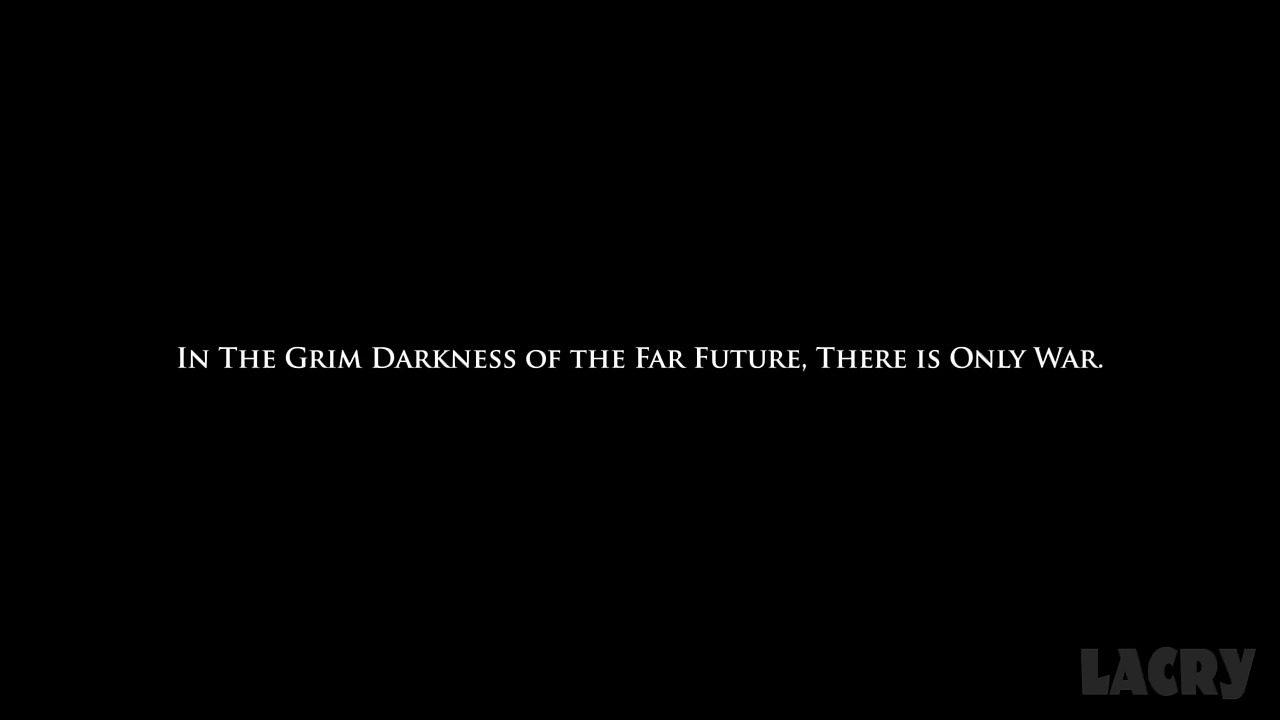 In The Grim Darkness of the Far Future, There is Only War.
LACRY